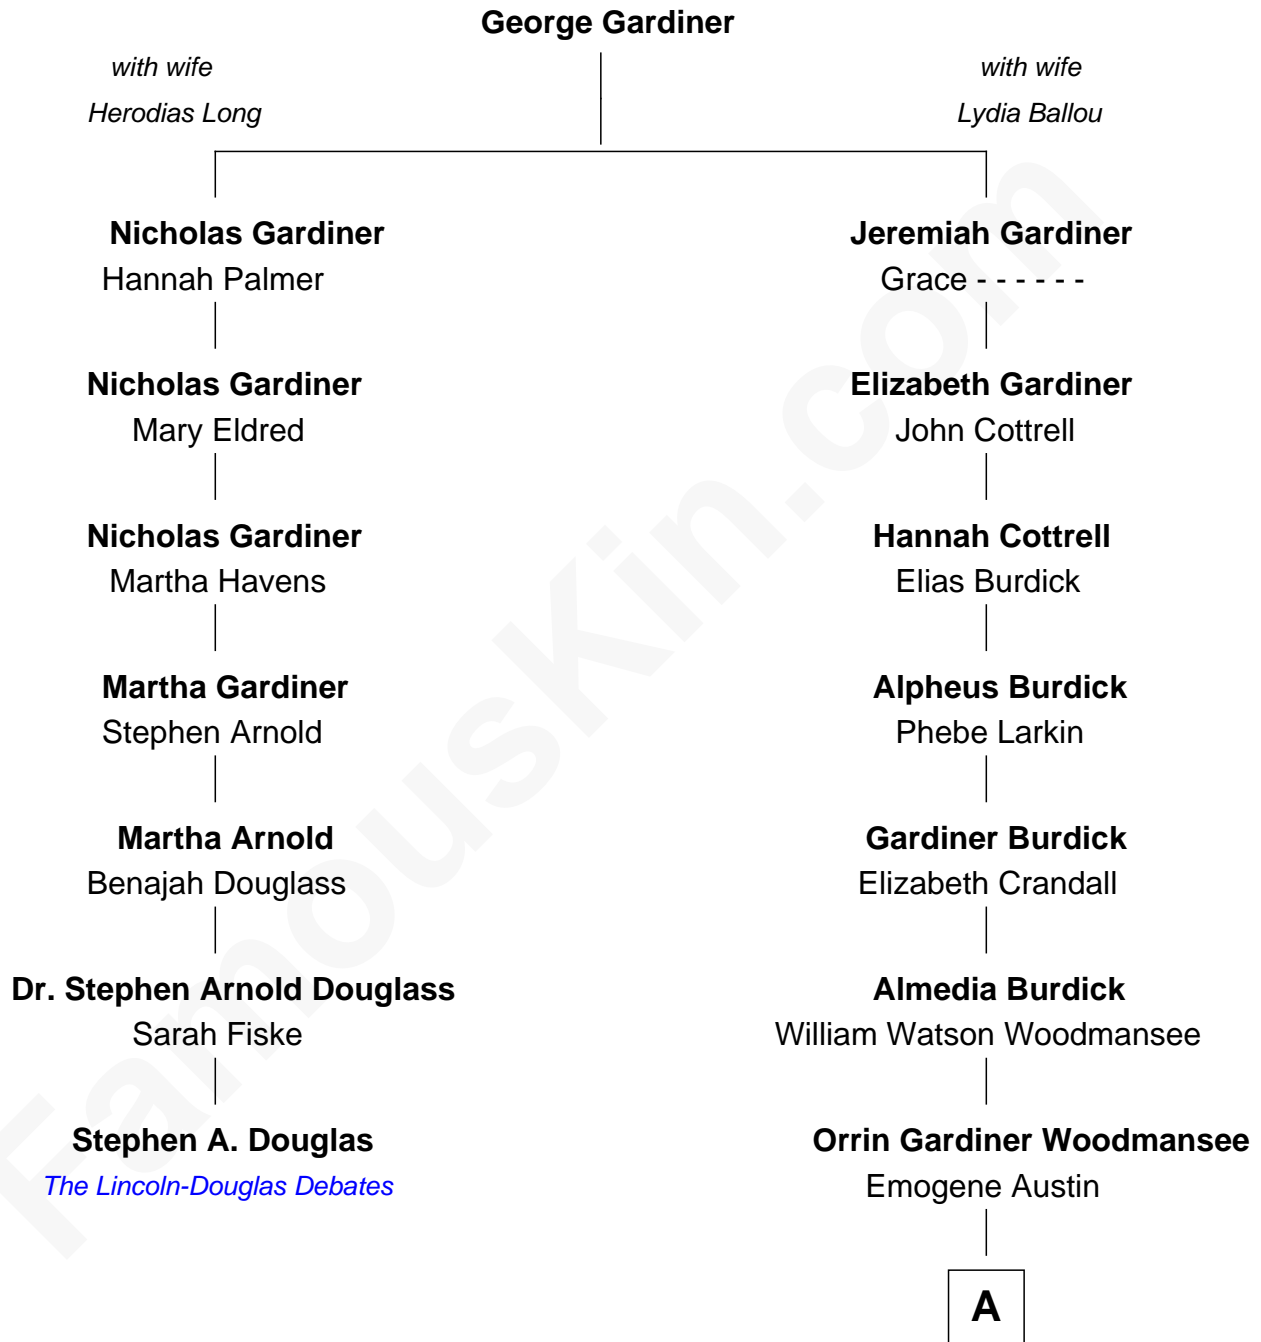 George Gardiner
with wife
Herodias Long
with wife
Lydia Ballou
Nicholas Gardiner
Hannah Palmer
Jeremiah Gardiner
Grace - - - - - -
Nicholas Gardiner
Mary Eldred
Elizabeth Gardiner
John Cottrell
Nicholas Gardiner
Martha Havens
Hannah Cottrell
Elias Burdick
Martha Gardiner
Stephen Arnold
Alpheus Burdick
Phebe Larkin
Martha Arnold
Benajah Douglass
Gardiner Burdick
Elizabeth Crandall
Dr. Stephen Arnold Douglass
Sarah Fiske
Almedia Burdick
William Watson Woodmansee
Stephen A. Douglas
The Lincoln-Douglas Debates
Orrin Gardiner Woodmansee
Emogene Austin
A
FamousKin.com